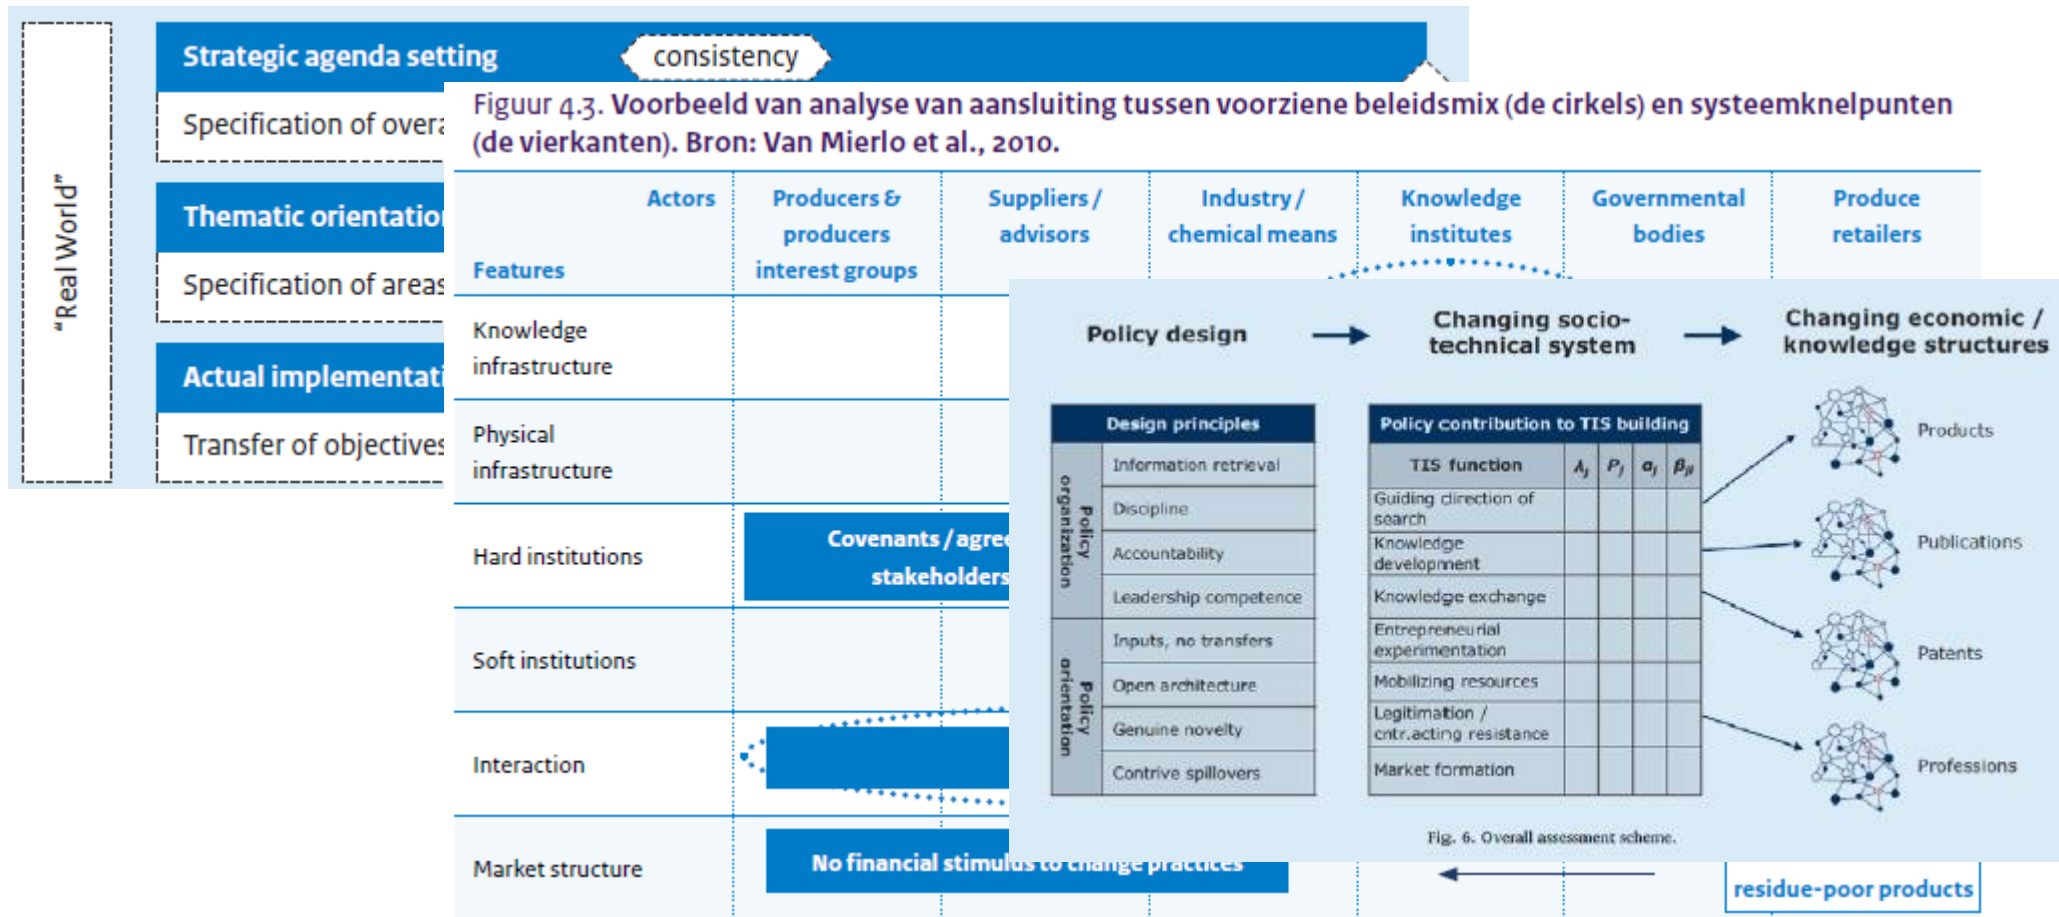 "Real World"
Strategic agenda setting
consistency
Specification of overa
Thematic orientation
Specification of areas
Actual implementati
Transfer of objectives
Figuur 4.3. Voorbeeld van analyse van aansluiting tussen voorziene beleidsmix (de cirkels) en systeemknelpunten
(de vierkanten). Bron: Van Mierlo et al., 2010.
Actors
Features
Producers &
producers
interest groups
Suppliers /
advisors
Industry /
chemical means
Knowledge
institutes
Governmental
bodies
Produce
retailers
Knowledge
infrastructure
Physical
infrastructure
Hard institutions
Covenants / agree
stakeholders
Soft institutions
Interaction
Market structure
No financial stimulus to change practices
residue-poor products
Policy design
Changing socio-
technical system
Changing economic /
knowledge structures
Design principles
Policy
organization
Information retrieval
Discipline
Accountability
Leadership competence
Policy
orientation
Inputs, no transfers
Open architecture
Genuine novelty
Contrive spillovers
Policy contribution to TIS building
TIS function λj Pj αj βjl
Guiding direction of
search
Knowledge
development
Knowledge exchange
Entrepreneurial
experimentation
Mobilizing resources
Legitimation /
cntr.acting resistance
Market formation
Products
Publications
Patents
Professions
Fig. 6. Overall assessment scheme.